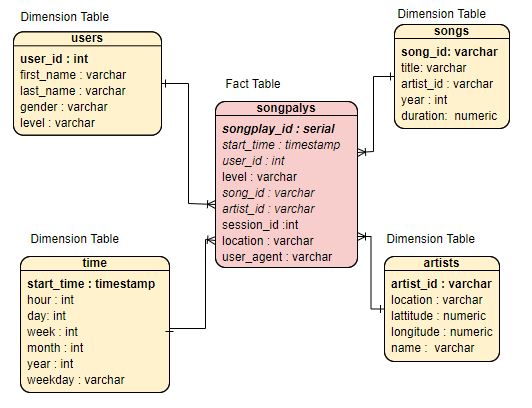 Dimension Table
users
user_id : int
first_name : varchar
last_name : varchar
gender : varchar
level : varchar
Dimension Table
songs
song_id: varchar
title: varchar
artist_id : varchar
year : int
duration:  numeric
Fact Table
songpalys
songplay_id : serial
start_time : timestamp
user_id : int
level : varchar
song_id : varchar
artist_id : varchar
session_id :int
location : varchar
user_agent : varchar
Dimension Table
time
start_time : timestamp
hour : int
day: int
week : int
month : int
year : int
weekday : varchar
Dimension Table
artists
artist_id : varchar
location : varchar
lattitude : numeric
longitude : numeric
name :  varchar